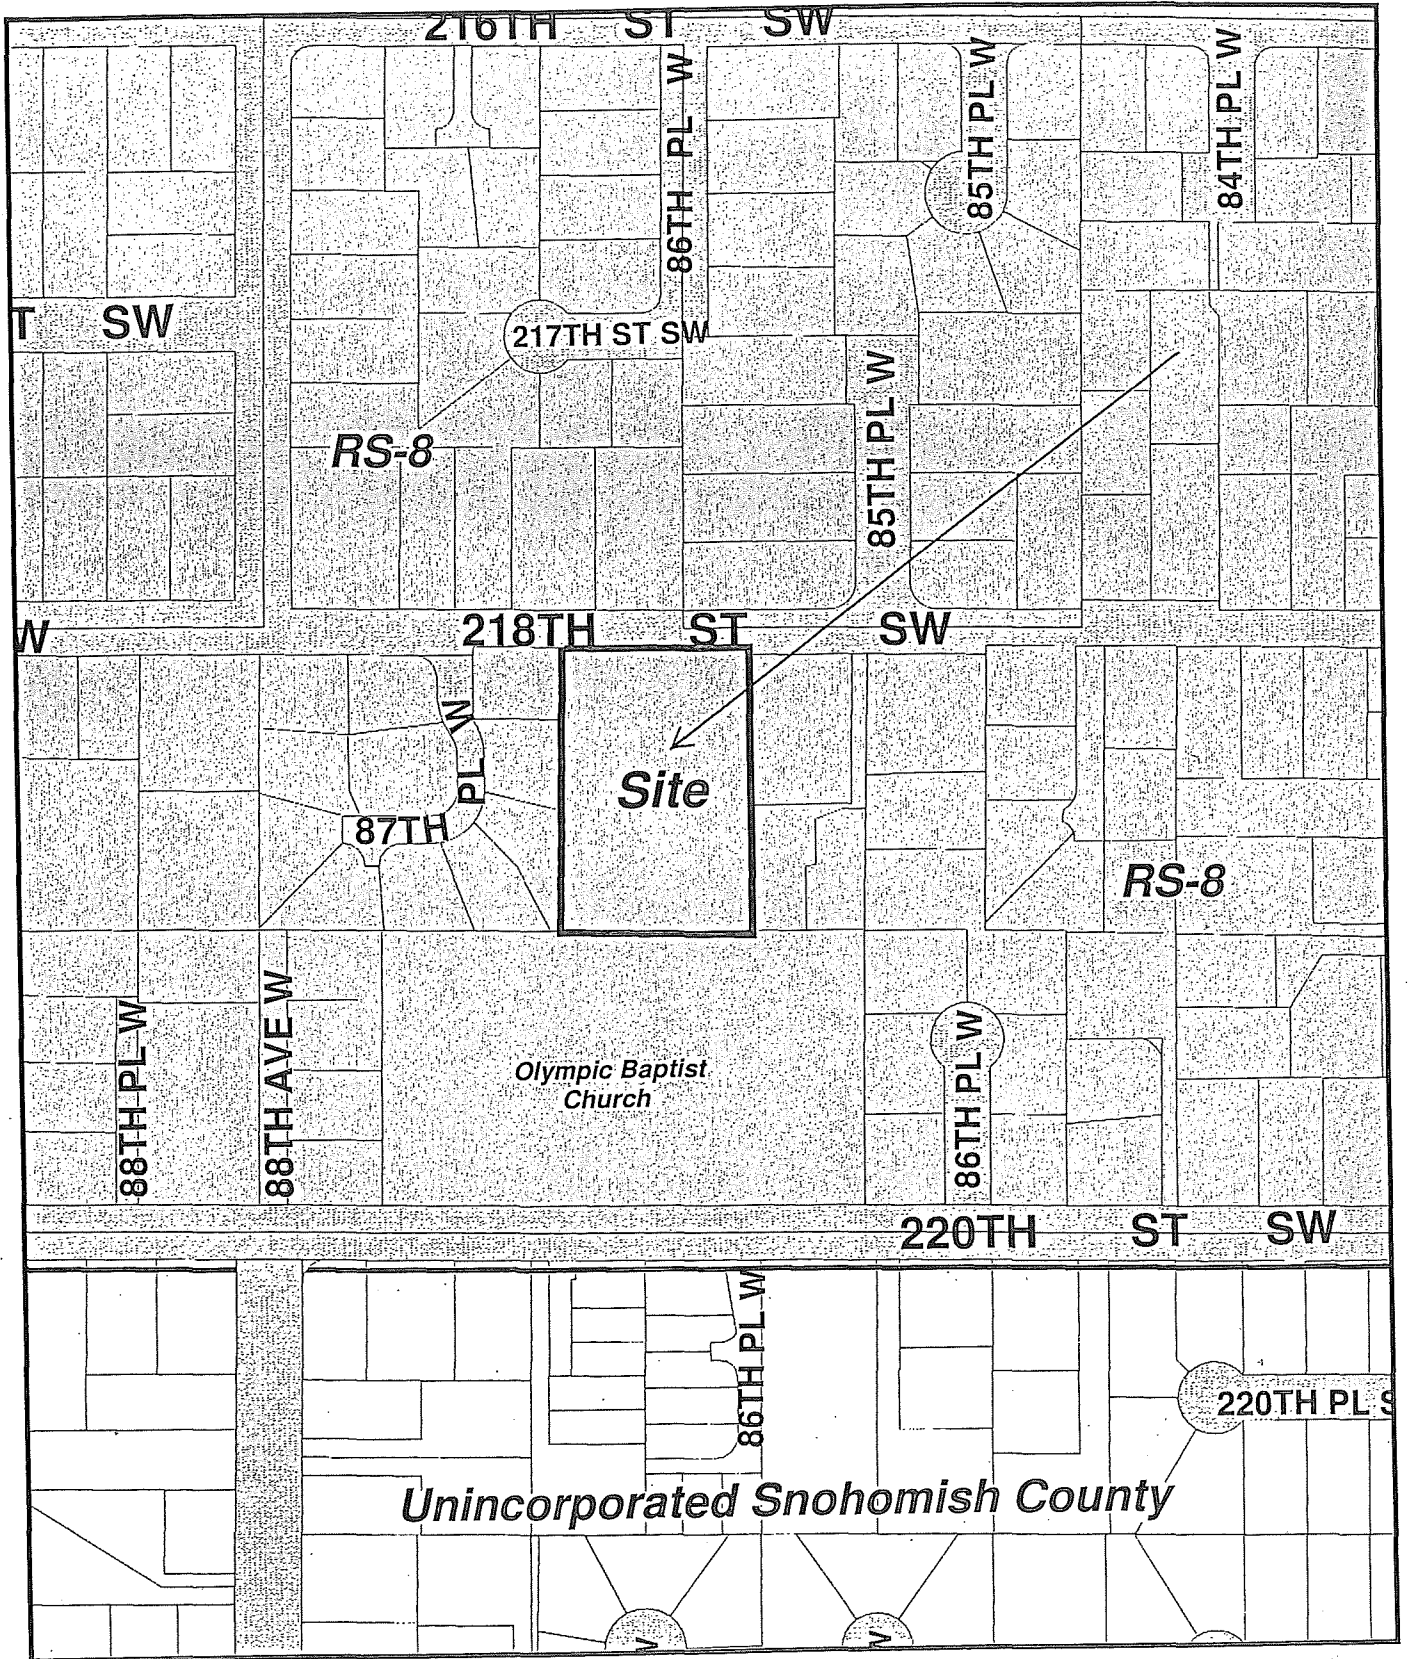 216TH ST SW
86TH PL W
85TH PL W
84TH PL W
T SW
217TH ST SW
RS-8
85TH PL W
W
218TH ST SW
87TH PL W
Site
RS-8
88TH PL W
88TH AVE W
Olympic Baptist
Church
86TH PL W
220TH ST SW
86TH PL W
220TH PL S
Unincorporated Snohomish County
W
W